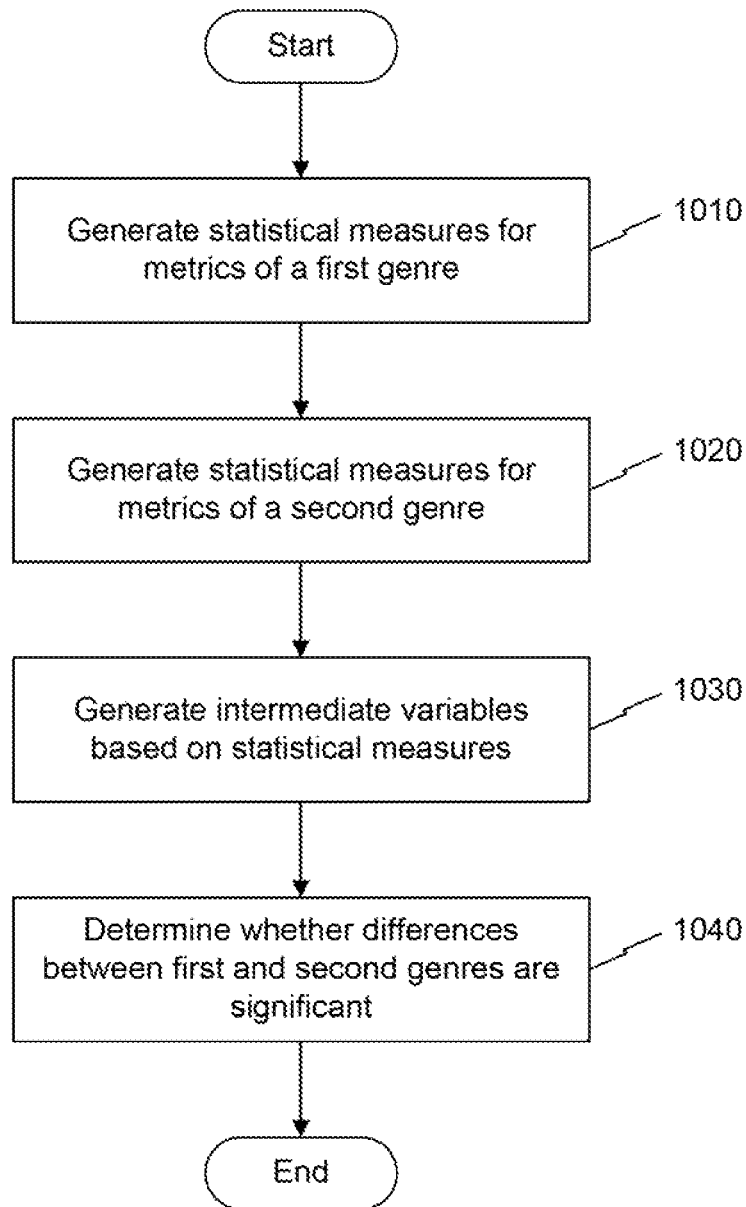 Start
Generate statistical measures for
metrics of a first genre
1010
Generate statistical measures for
metrics of a second genre
1020
Generate intermediate variables
based on statistical measures
1030
Determine whether differences
between first and second genres are
significant
1040
End